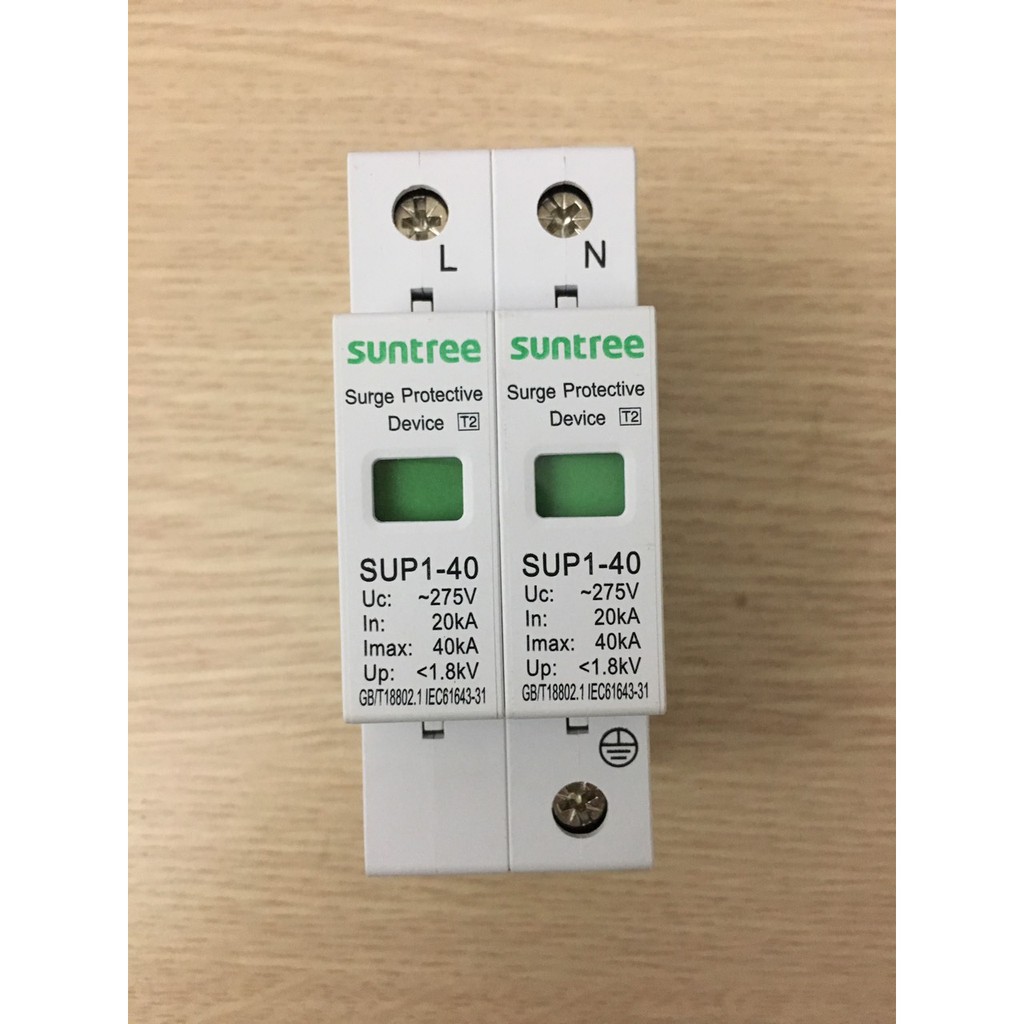 L
N
suntree
Surge Protective
Device T2
SUP1-40
Uc: ~275V
In: 20kA
Imax: 40kA
Up: <1.8kV
GB/T18802.1 IEC61643-31
suntree
Surge Protective
Device T2
SUP1-40
Uc: ~275V
In: 20kA
Imax: 40kA
Up: <1.8kV
GB/T18802.1 IEC61643-31